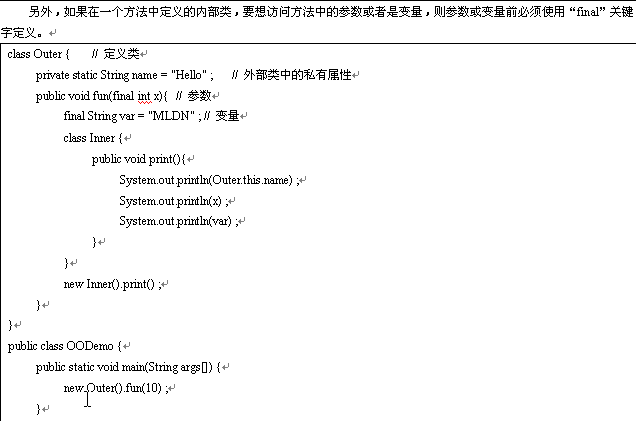 另外，如果在一个方法中定义的内部类，要想访问方法中的参数或者是变量，则参数或变量前必须使用“final”关键
字定义。
class Outer {    // 定义类
private static String name = "Hello" ;    // 外部类中的私有属性
public void fun(final int x){  // 参数
final String var = "MLDN" ; // 变量
class Inner {
public void print(){
System.out.println(Outer.this.name) ;
System.out.println(x) ;
System.out.println(var) ;
}
}
new Inner().print() ;
}
}
public class OODemo {
public static void main(String args[]) {
new Outer().fun(10) ;
}